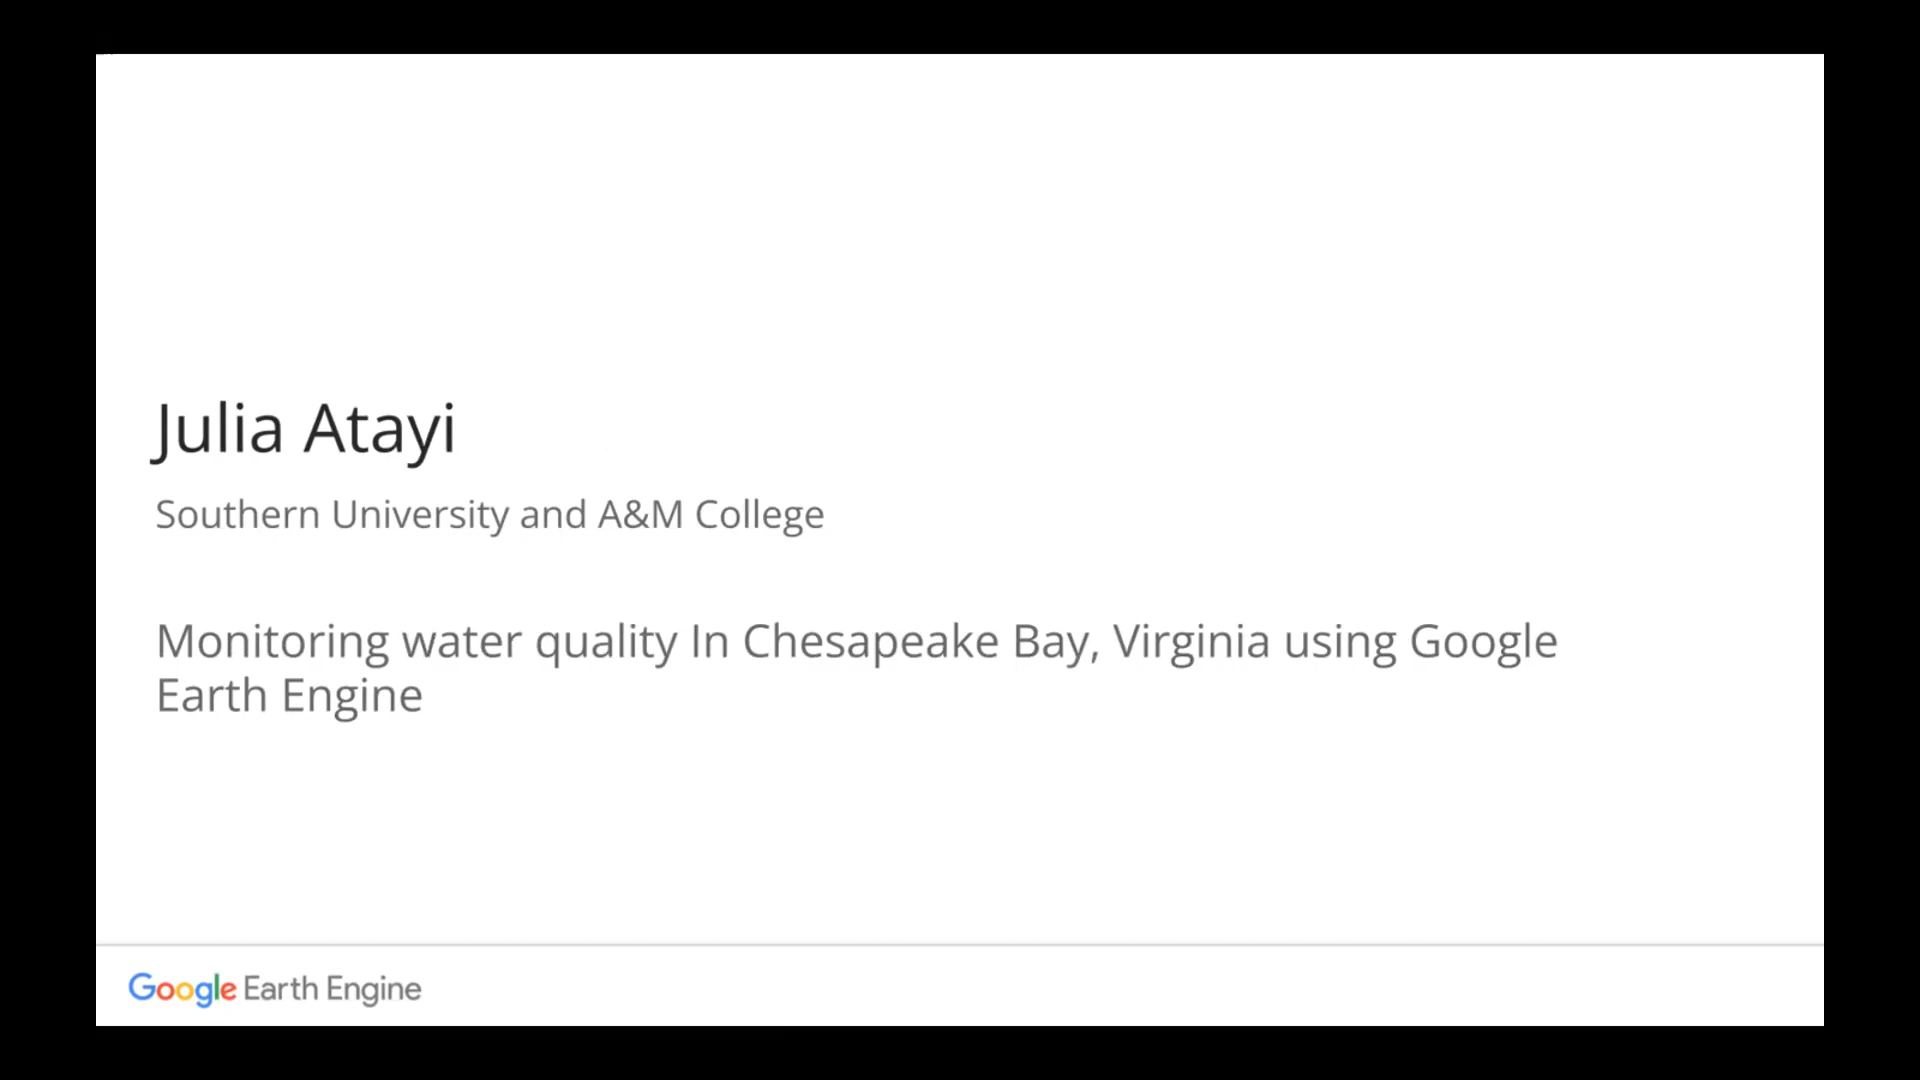 Julia Atayi
Southern University and A&M College
Monitoring water quality In Chesapeake Bay, Virginia using Google
Earth Engine
Google Earth Engine